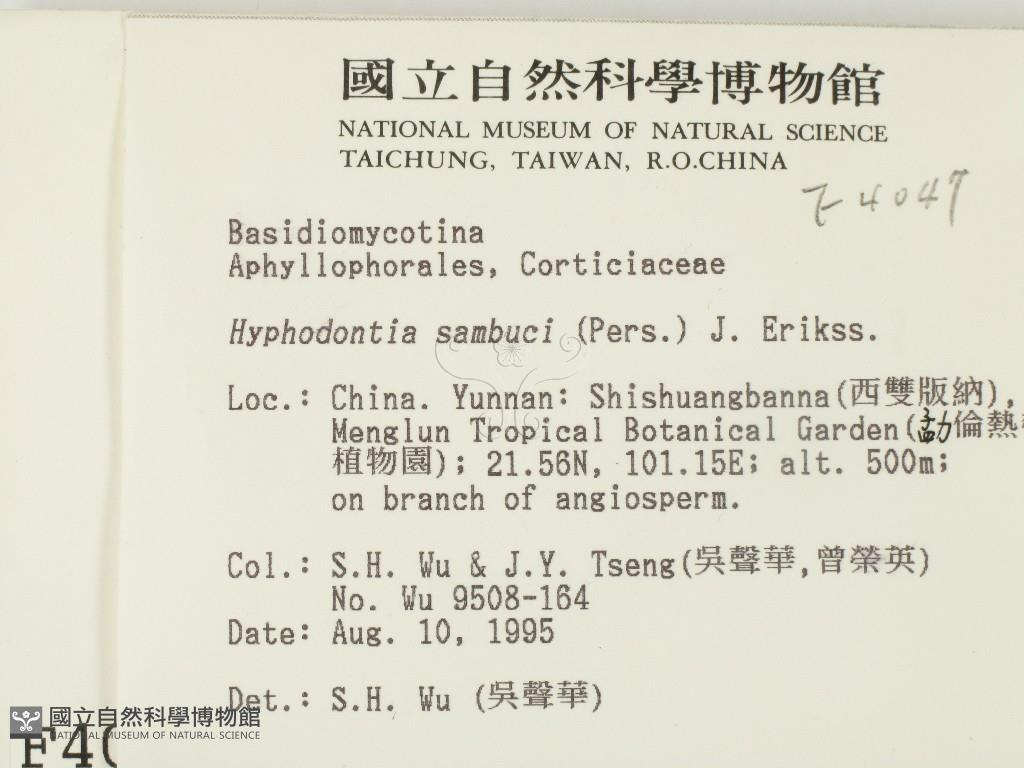 國立自然科學博物館
NATIONAL MUSEUM OF NATURAL SCIENCE
TAICHUNG, TAIWAN, R.O.CHINA
F4047
Basidiomycotina
Aphyllophorales, Corticiaceae
Hyphodontia sambuci (Pers.) J. Erikss.
Loc.: China. Yunnan: Shishuangbanna(西雙版納),
Menglun Tropical Botanical Garden(勐倫熱
植物園); 21.56N, 101.15E; alt. 500m;
on branch of angiosperm.
Col.: S.H. Wu & J.Y. Tseng(吳聲華,曾榮英)
No. Wu 9508-164
Date: Aug. 10, 1995
Det.: S.H. Wu (吳聲華)
國立自然科學博物館
NATIONAL MUSEUM OF NATURAL SCIENCE
F40